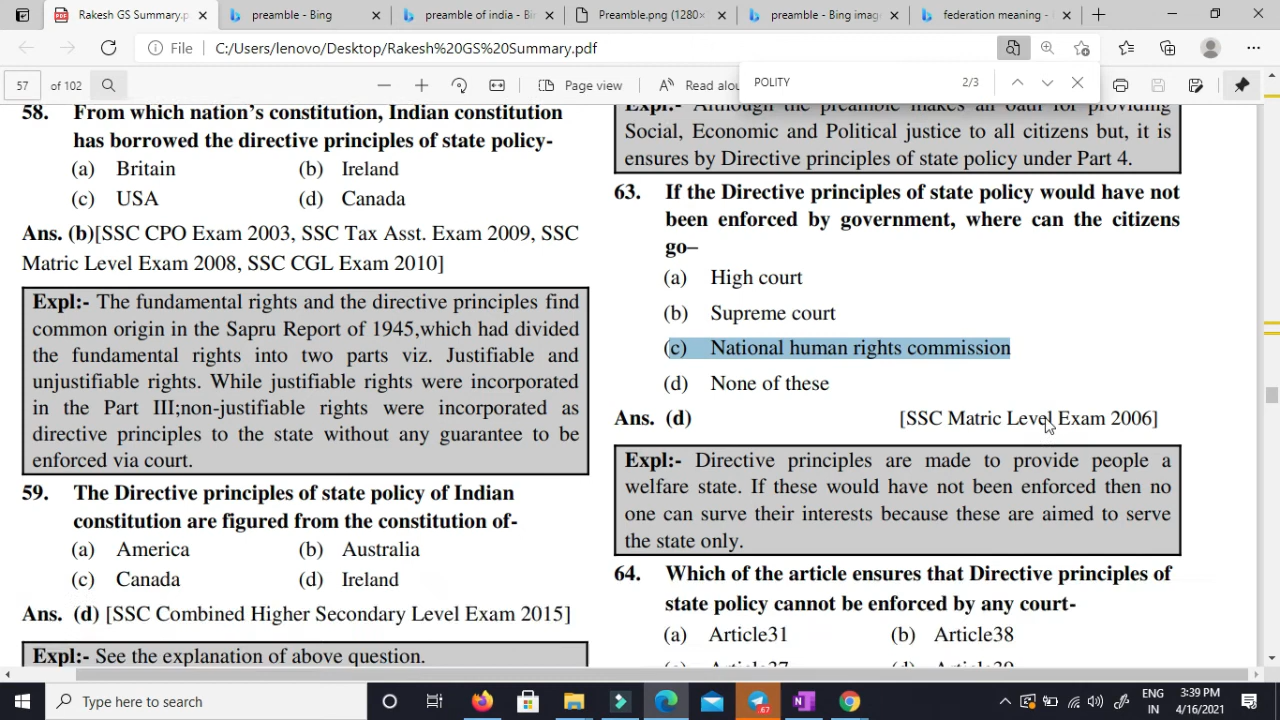 Rakesh GS Summary.p
preamble - Bing
preamble of india - B
Preamble.png (1280×
preamble - Bing imag
federation meaning -
File
C:/Users/lenovo/Desktop/Rakesh%20GS%20Summary.pdf
57 of 102
Page view
Read alou
POLITY
2/3
58. From which nation's constitution, Indian constitution
has borrowed the directive principles of state policy-
(a) Britain (b) Ireland
(c) USA (d) Canada
Ans. (b)[SSC CPO Exam 2003, SSC Tax Asst. Exam 2009, SSC
Matric Level Exam 2008, SSC CGL Exam 2010]
Expl:- The fundamental rights and the directive principles find
common origin in the Sapru Report of 1945,which had divided
the fundamental rights into two parts viz. Justifiable and
unjustifiable rights. While justifiable rights were incorporated
in the Part III;non-justifiable rights were incorporated as
directive principles to the state without any guarantee to be
enforced via court.
59. The Directive principles of state policy of Indian
constitution are figured from the constitution of-
(a) America (b) Australia
(c) Canada (d) Ireland
Ans. (d) [SSC Combined Higher Secondary Level Exam 2015]
Expl:- See the explanation of above question.
Expl:- Although the preamble makes an oath for providing
Social, Economic and Political justice to all citizens but, it is
ensures by Directive principles of state policy under Part 4.
63. If the Directive principles of state policy would have not
been enforced by government, where can the citizens
go–
(a) High court
(b) Supreme court
(c) National human rights commission
(d) None of these
Ans. (d) [SSC Matric Level Exam 2006]
Expl:- Directive principles are made to provide people a
welfare state. If these would have not been enforced then no
one can surve their interests because these are aimed to serve
the state only.
64. Which of the article ensures that Directive principles of
state policy cannot be enforced by any court-
(a) Article31 (b) Article38
Article37 Article39
Type here to search
67
ENG
IN
3:39 PM
4/16/2021